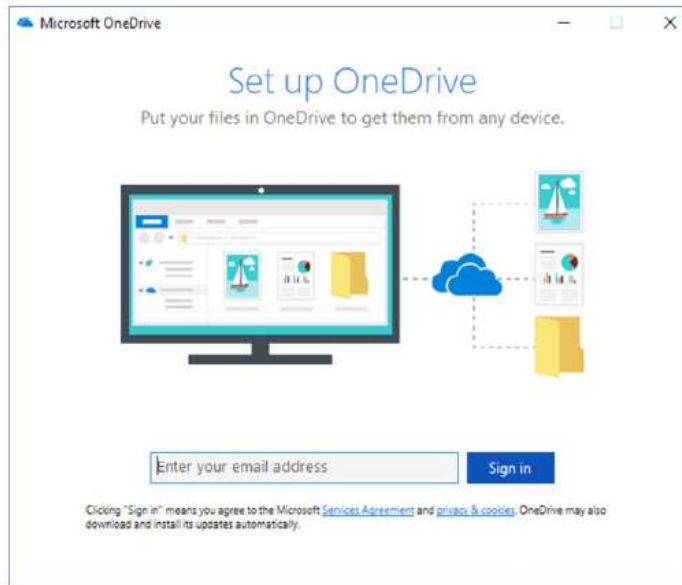 Microsoft OneDrive
Set up OneDrive
Put your files in OneDrive to get them from any device.
Enter your email address
Sign in
Clicking "Sign in" means you agree to the Microsoft Services Agreement and privacy & cookies. OneDrive may also
download and install its updates automatically.